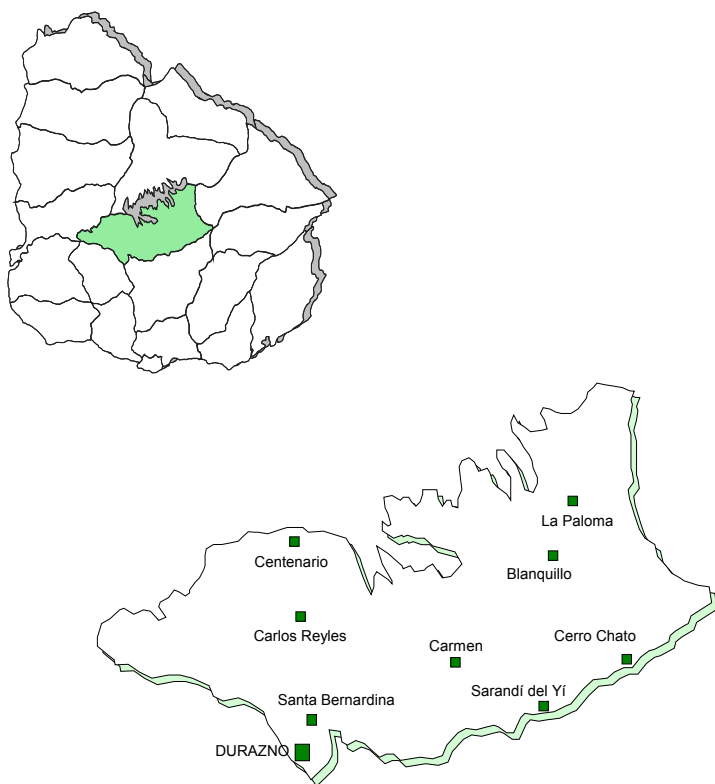 La Paloma
Centenario
Blanquillo
Carlos Reyles
Carmen
Cerro Chato
Sarandí del Yí
Santa Bernardina
DURAZNO